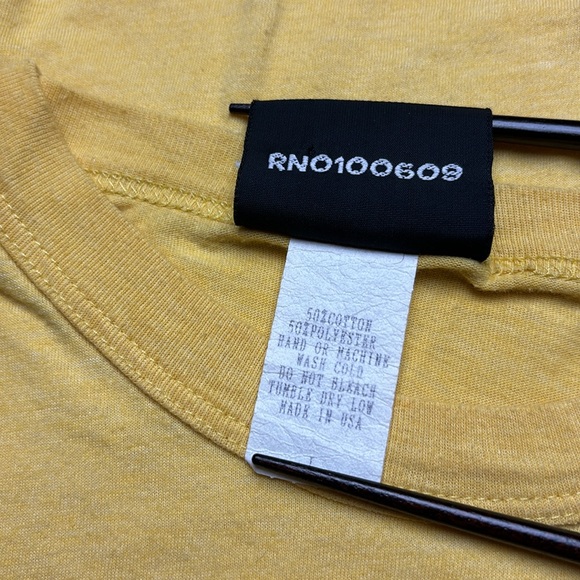 RN0100609
50%COTTON
50%POLYESTER
HAND OR MACHINE
WASH COLD
DO NOT BLEACH
TUMBLE DRY LOW
MADE IN USA